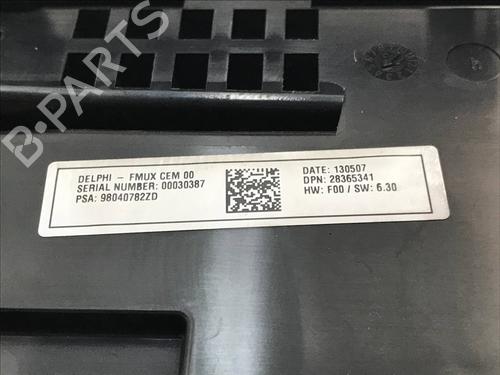 B-PARTS
DELPHI - FMUX CEM 00
SERIAL NUMBER: 00030387
PSA: 98040782ZD
DATE: 130507
DPN: 28365341
HW: F00 / SW: 6.30